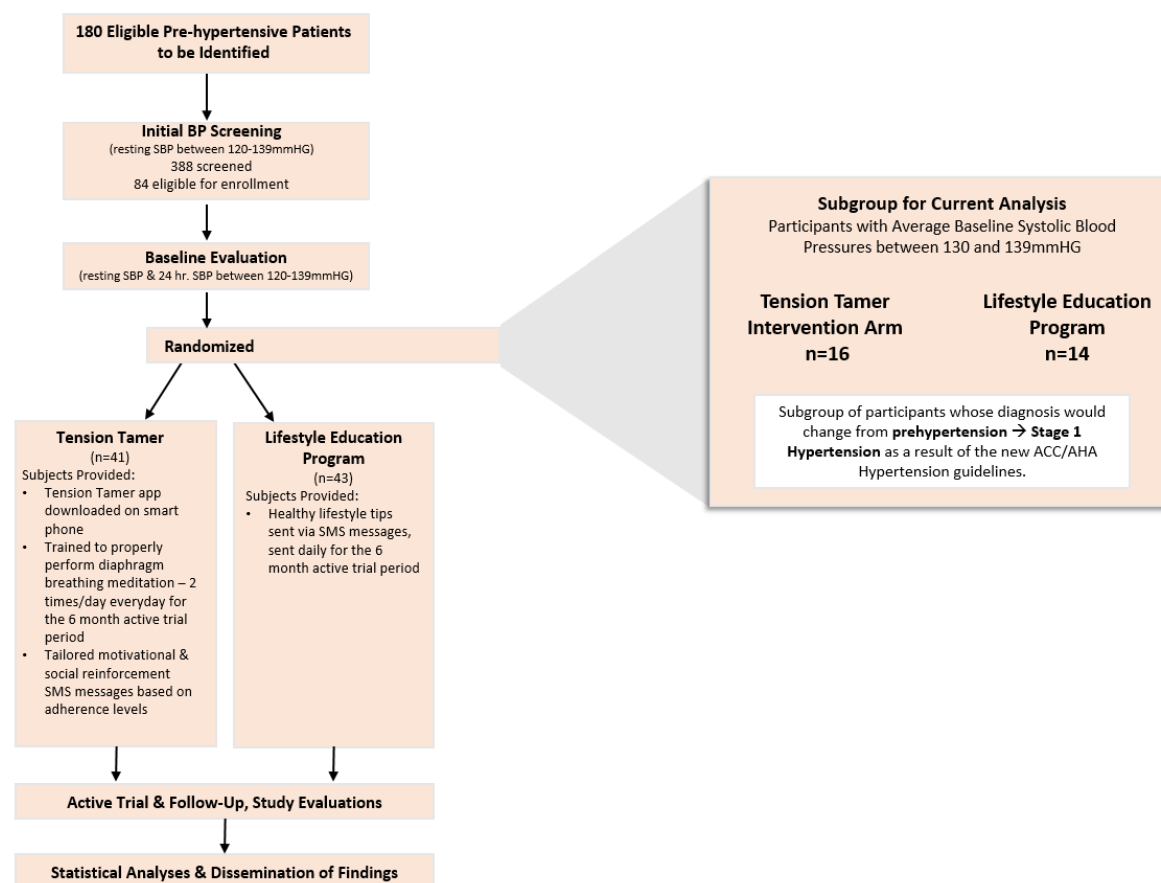 180 Eligible Pre-hypertensive Patients
to be Identified
Initial BP Screening
(resting SBP between 120-139mmHG)
388 screened
84 eligible for enrollment
Baseline Evaluation
(resting SBP & 24 hr. SBP between 120-139mmHG)
Randomized
Tension Tamer
(n=41)
Subjects Provided:
• Tension Tamer app
downloaded on smart
phone
• Trained to properly
perform diaphragm
breathing meditation – 2
times/day everyday for
the 6 month active trial
period
• Tailored motivational &
social reinforcement
SMS messages based on
adherence levels
Lifestyle Education
Program
(n=43)
Subjects Provided:
• Healthy lifestyle tips
sent via SMS messages,
sent daily for the 6
month active trial period
Active Trial & Follow-Up, Study Evaluations
Statistical Analyses & Dissemination of Findings
Subgroup for Current Analysis
Participants with Average Baseline Systolic Blood
Pressures between 130 and 139mmHG
Tension Tamer
Intervention Arm
n=16
Lifestyle Education
Program
n=14
Subgroup of participants whose diagnosis would
change from prehypertension → Stage 1
Hypertension as a result of the new ACC/AHA
Hypertension guidelines.